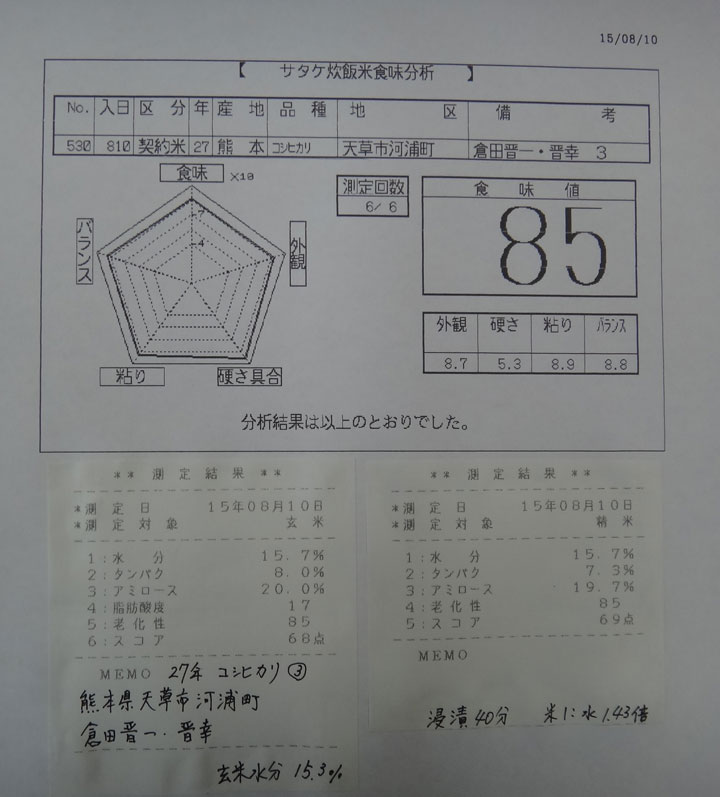 15/08/10
【 サタケ炊飯米食味分析 】
No. 入日 区分 年 産地 品種 地区 備考
530 810 契約米 27 熊本 コシヒカリ 天草市河浦町 倉田晋一・晋幸 3
食味 ×10
7
4
外観
硬さ具合
粘り
バランス
測定回数
6/ 6
食味値
85
外観 硬さ 粘り バランス
8.7 5.3 8.9 8.8
分析結果は以上のとおりでした。
** 測定結果 **
*測定日 15年08月10日
*測定対象 玄米
1:水分 15.7%
2:タンパク 8.0%
3:アミロース 20.0%
4:脂肪酸度 17
5:老化性 85
6:スコア 68点
MEMO 27年 コシヒカリ ③
熊本県天草市河浦町
倉田晋一・晋幸
玄米水分 15.3%
** 測定結果 **
*測定日 15年08月10日
*測定対象 精米
1:水分 15.7%
2:タンパク 7.3%
3:アミロース 19.7%
4:老化性 85
5:スコア 69点
MEMO
浸漬40分 米1:水1.43倍